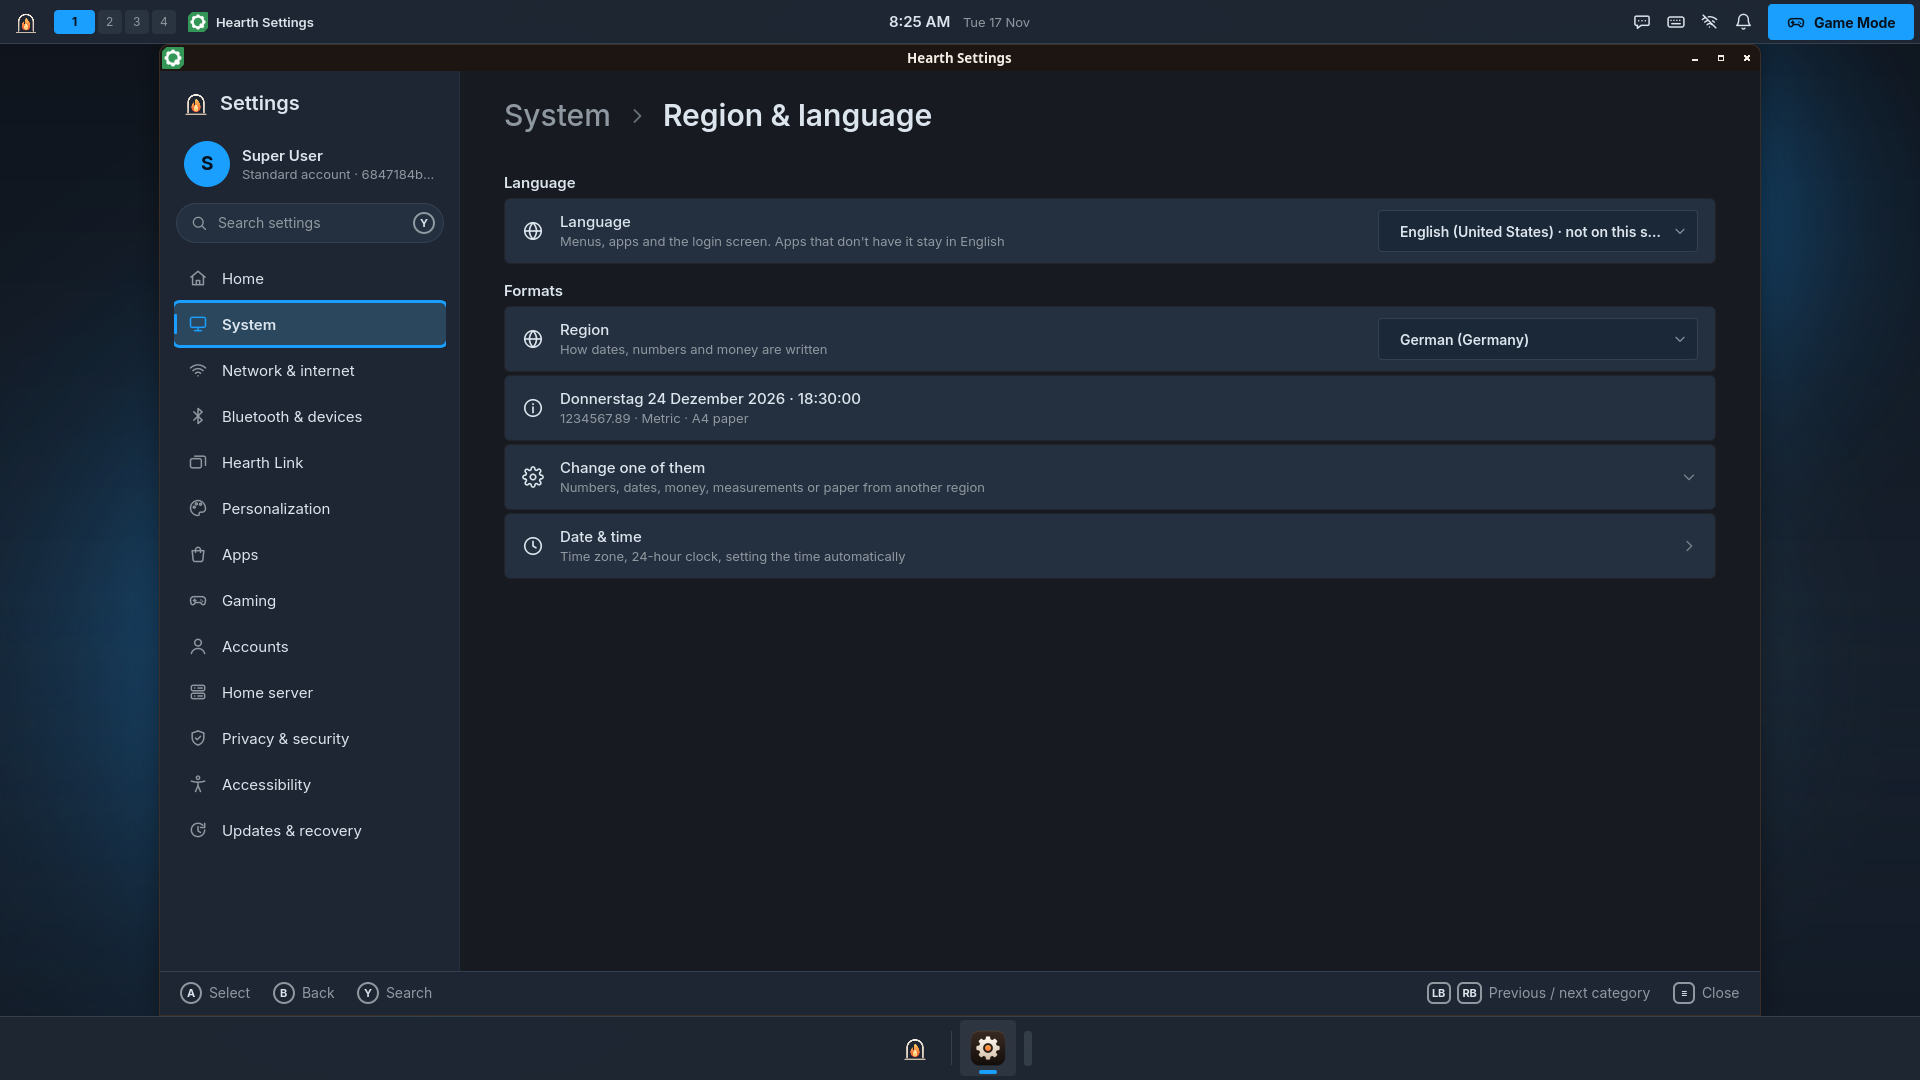 1 2 3 4 Hearth Settings
8:25 AM Tue 17 Nov
Game Mode
Hearth Settings
Settings
S
Super User
Standard account · 6847184b...
Search settings
Y
Home
System
Network & internet
Bluetooth & devices
Hearth Link
Personalization
Apps
Gaming
Accounts
Home server
Privacy & security
Accessibility
Updates & recovery
System > Region & language
Language
Language
Menus, apps and the login screen. Apps that don't have it stay in English
English (United States) · not on this s...
Formats
Region
How dates, numbers and money are written
German (Germany)
Donnerstag 24 Dezember 2026 · 18:30:00
1234567.89 · Metric · A4 paper
Change one of them
Numbers, dates, money, measurements or paper from another region
Date & time
Time zone, 24-hour clock, setting the time automatically
A Select B Back Y Search
LB RB Previous / next category ≡ Close